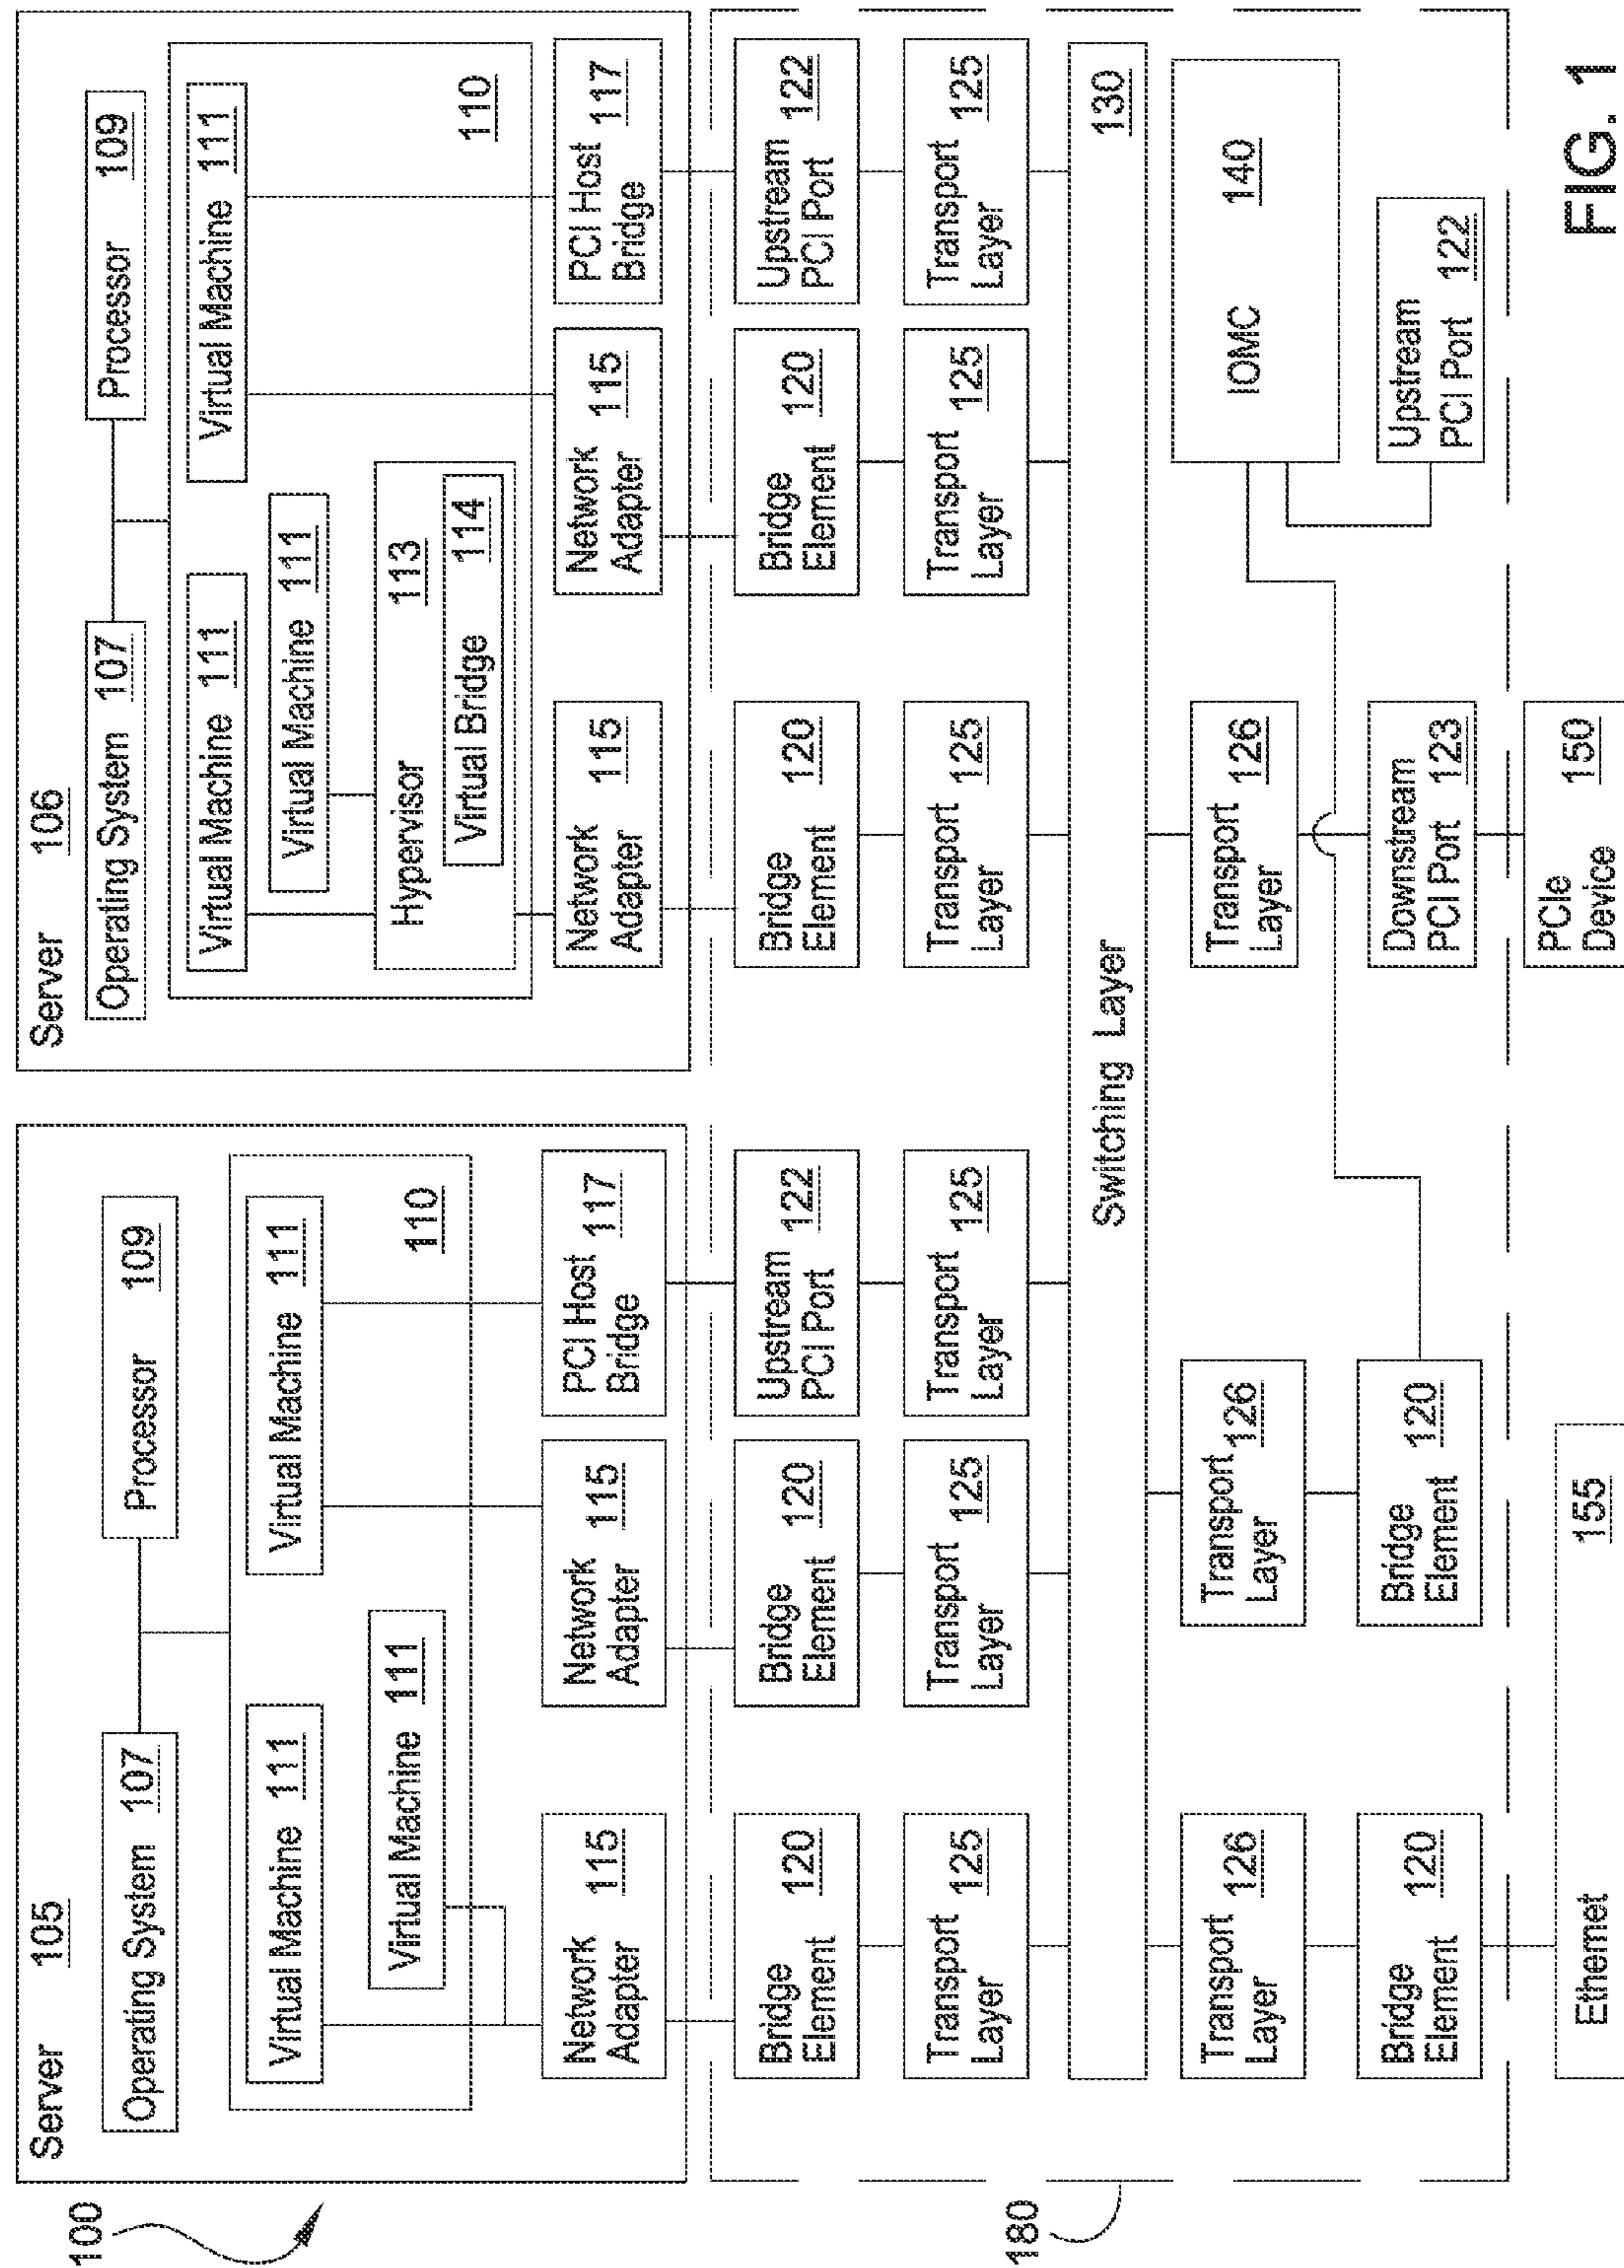 100
Server 105
Operating System 107
Processor 109
Virtual Machine 111
Virtual Machine 111
Virtual Machine 111
110
Network
Adapter 115
Network
Adapter 115
PCI Host
Bridge 117
Server 106
Operating System 107
Processor 109
Virtual Machine 111
Virtual Machine 111
Virtual Machine 111
Hypervisor 113
Virtual Bridge 114
110
Network
Adapter 115
Network
Adapter 115
PCI Host
Bridge 117
180
Bridge
Element 120
Bridge
Element 120
Upstream
PCI Port 122
Bridge
Element 120
Bridge
Element 120
Upstream
PCI Port 122
Transport
Layer 125
Transport
Layer 125
Transport
Layer 125
Transport
Layer 125
Transport
Layer 125
Transport
Layer 125
Switching Layer 130
Transport
Layer 126
Transport
Layer 126
Transport
Layer 126
IOMC 140
Bridge
Element 120
Bridge
Element 120
Downstream
PCI Port 123
Upstream
PCI Port 122
Ethernet 155
PCIe
Device 150
FIG. 1